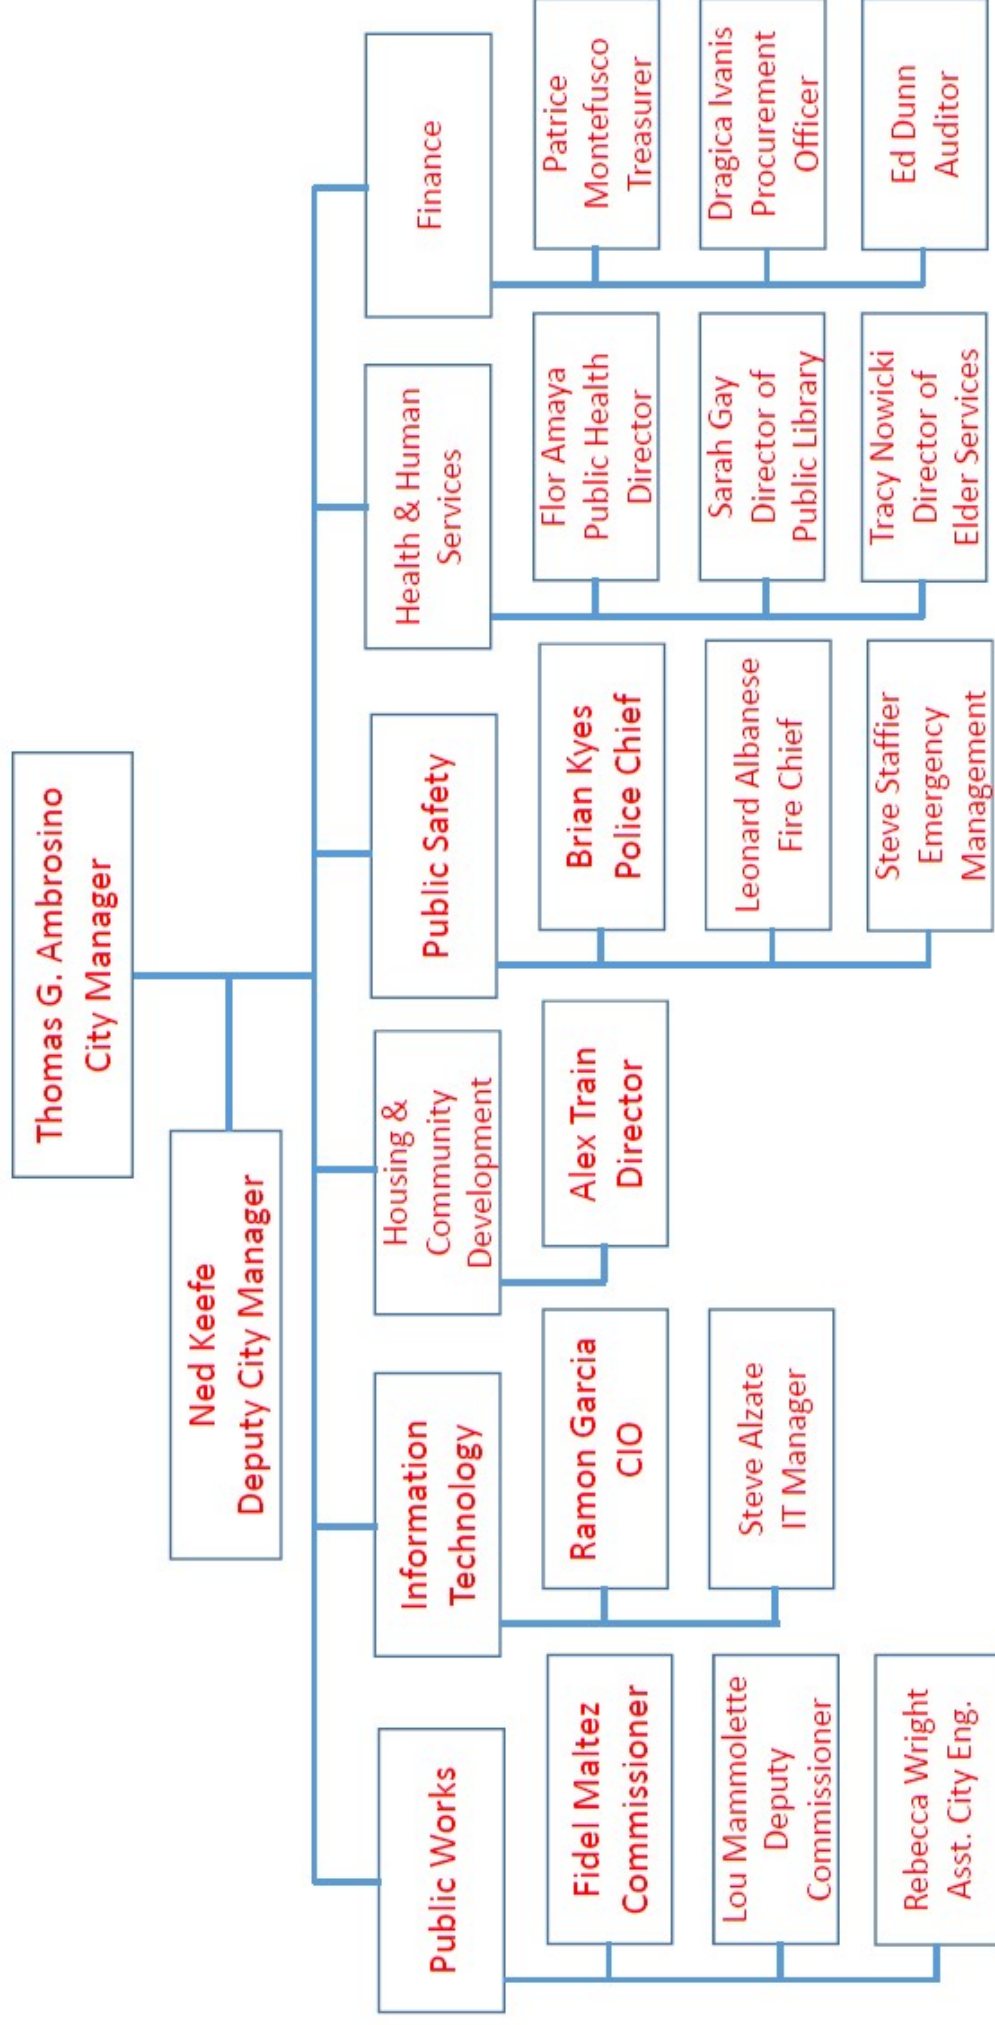 Thomas G. Ambrosino
City Manager
Ned Keefe
Deputy City Manager
Public Works
Fidel Maltez
Commissioner
Lou Mammolette
Deputy
Commissioner
Rebecca Wright
Asst. City Eng.
Information
Technology
Ramon Garcia
CIO
Steve Alzate
IT Manager
Housing &
Community
Development
Alex Train
Director
Public Safety
Brian Kyes
Police Chief
Leonard Albanese
Fire Chief
Steve Staffier
Emergency
Management
Health & Human
Services
Flor Amaya
Public Health
Director
Sarah Gay
Director of
Public Library
Tracy Nowicki
Director of
Elder Services
Finance
Patrice
Montefusco
Treasurer
Dragica Ivanis
Procurement
Officer
Ed Dunn
Auditor